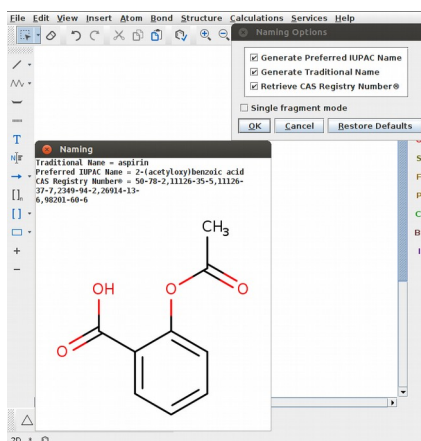 File Edit View Insert Atom Bond Structure Calculations Services Help
Naming Options
Generate Preferred IUPAC Name
Generate Traditional Name
Retrieve CAS Registry Number®
Single fragment mode
OK Cancel Restore Defaults
T
[]n
[]
Naming
Traditional Name = aspirin
Preferred IUPAC Name = 2-(acetyloxy)benzoic acid
CAS Registry Number® = 50-78-2,11126-35-5,11126-
37-7,2349-94-2,26914-13-
6,98201-60-6
CH3
OH
O
O
O
2D